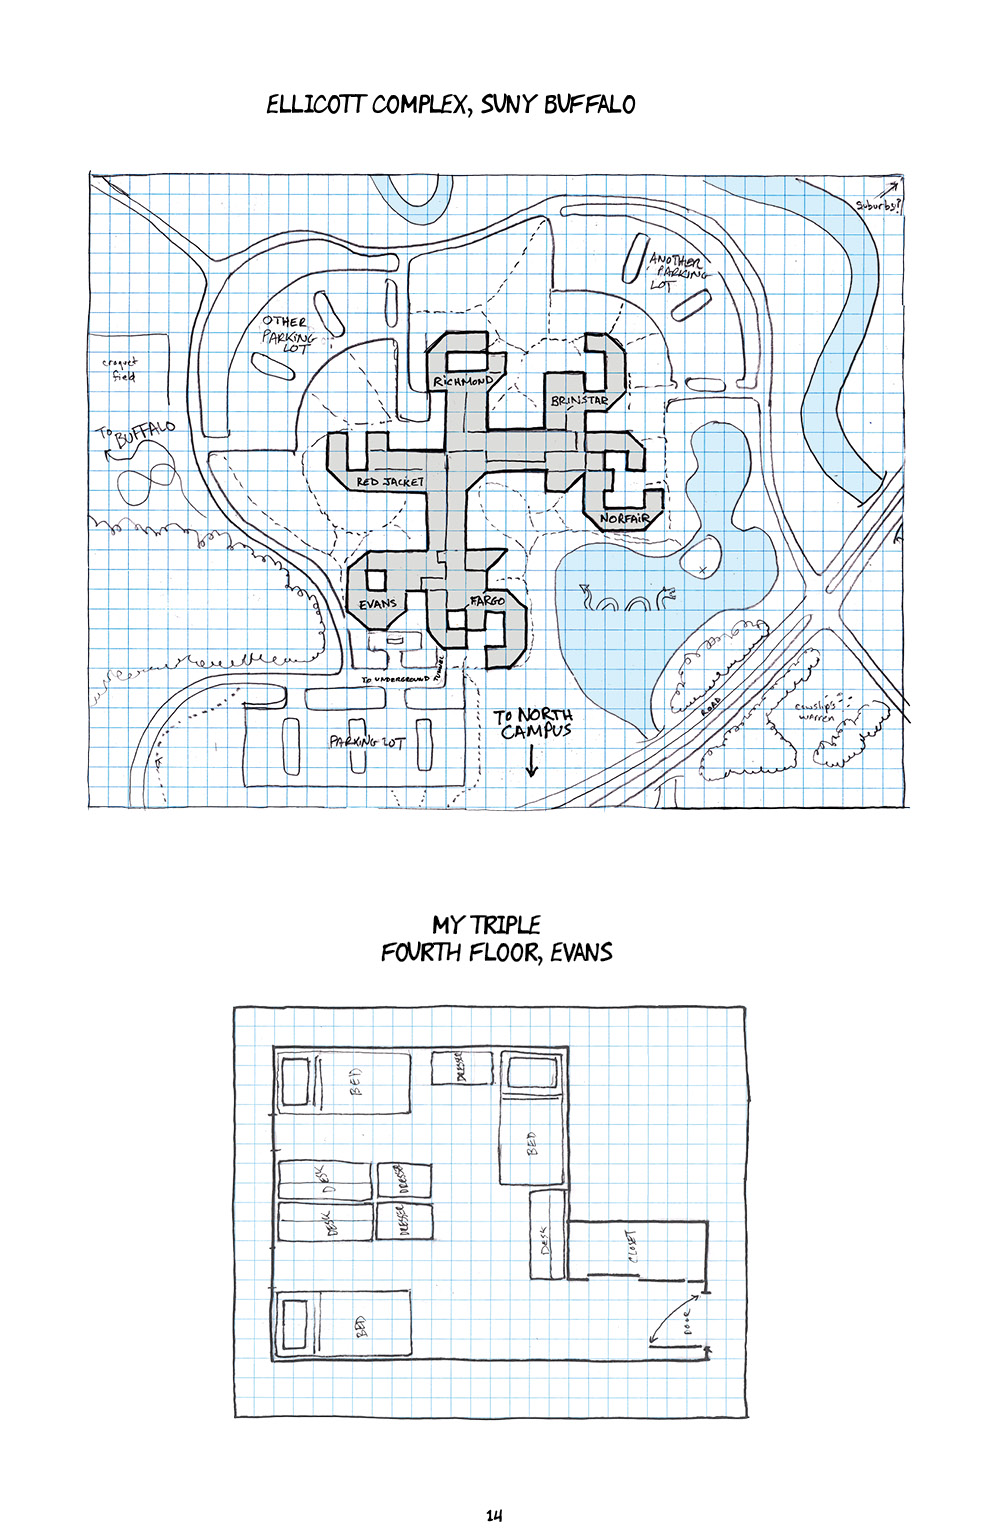 ELLICOTT COMPLEX, SUNY BUFFALO
suburbs?
ANOTHER
PARKING
LOT
OTHER
PARKING
LOT
croquet
field
RICHMOND
BRINSTAR
TO BUFFALO
RED JACKET
NORFAIR
EVANS
FARGO
TO UNDERGROUND
TUNNEL
ROAD
cowslip's
warren
TO NORTH
CAMPUS
PARKING LOT
MY TRIPLE
FOURTH FLOOR, EVANS
BED
DRESSER
BED
DESK
DRESSER
DESK
DRESSER
DESK
CLOSET
BED
DOOR
14